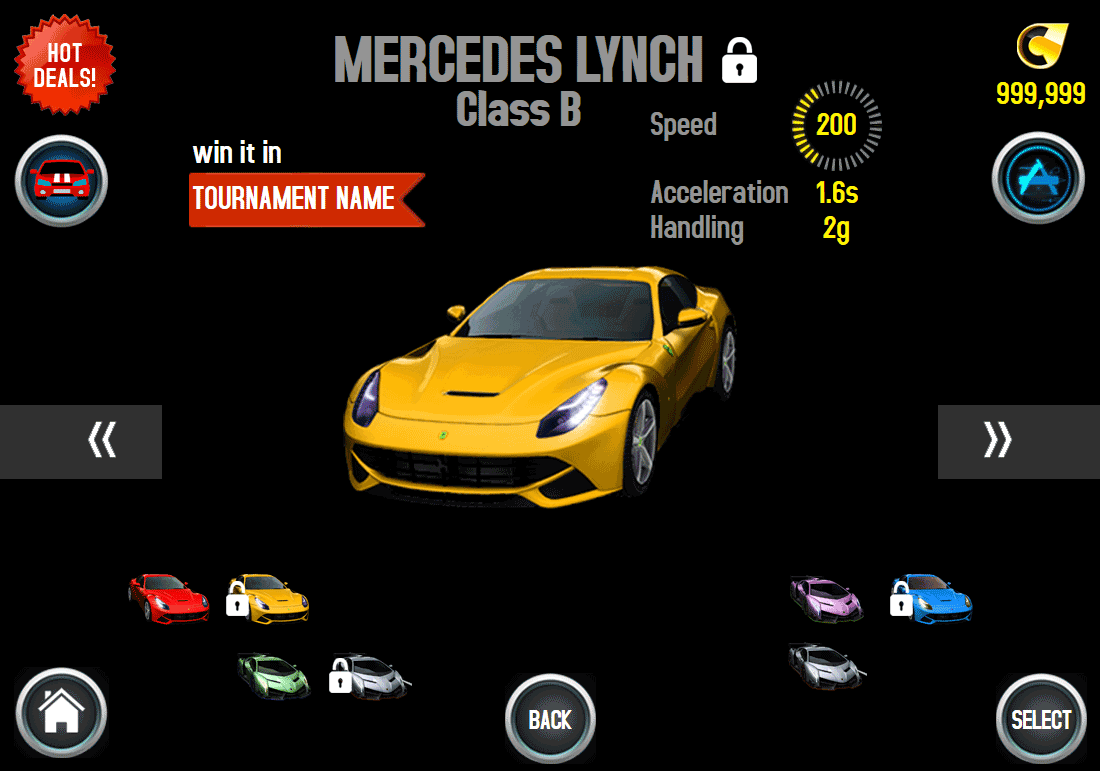 HOT
DEALS!
MERCEDES LYNCH
Class B
999,999
win it in
TOURNAMENT NAME
Speed
200
Acceleration 1.6s
Handling 2g
BACK
SELECT